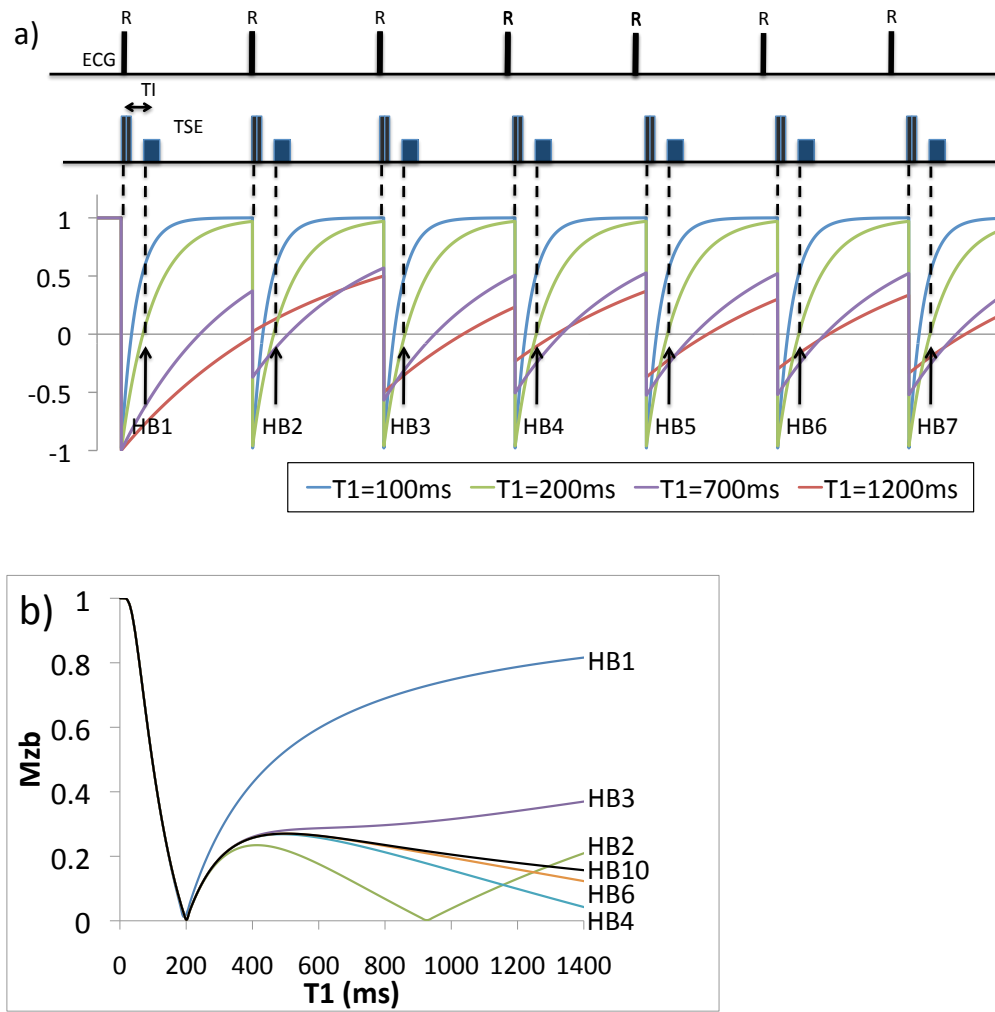 a)
R R R R R R R
ECG
TI
TSE
1
0.5
0
-0.5
-1
HB1 HB2 HB3 HB4 HB5 HB6 HB7
T1=100ms T1=200ms T1=700ms T1=1200ms
b)
1
0.8
0.6
0.4
0.2
0
Mzb
HB1
HB3
HB2
HB10
HB6
HB4
0 200 400 600 800 1000 1200 1400
T1 (ms)